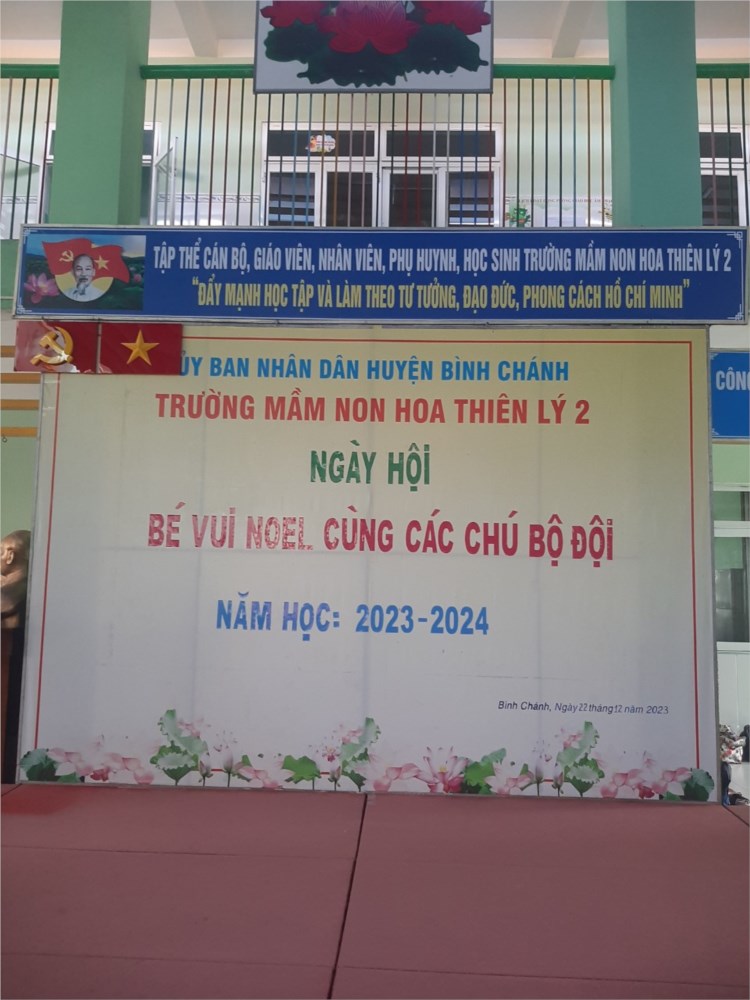 TẬP THỂ CÁN BỘ, GIÁO VIÊN, NHÂN VIÊN, PHỤ HUYNH, HỌC SINH TRƯỜNG MẦM NON HOA THIÊN LÝ 2
"ĐẨY MẠNH HỌC TẬP VÀ LÀM THEO TƯ TƯỞNG, ĐẠO ĐỨC, PHONG CÁCH HỒ CHÍ MINH"
ỦY BAN NHÂN DÂN HUYỆN BÌNH CHÁNH
CÔNG
TRƯỜNG MẦM NON HOA THIÊN LÝ 2
NGÀY HỘI
BÉ VUI NOEL CÙNG CÁC CHÚ BỘ ĐỘI
NĂM HỌC: 2023-2024
Bình Chánh, Ngày 22 tháng 12 năm 2023